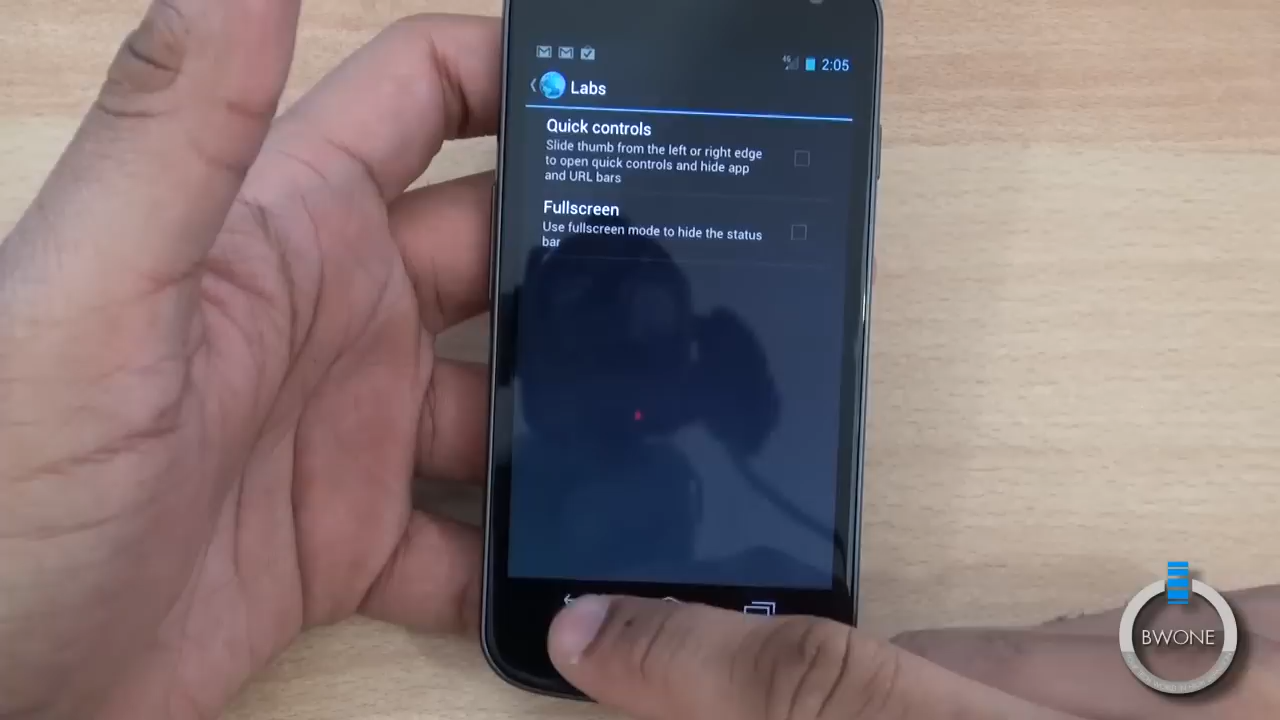 4G 2:05
Labs
Quick controls
Slide thumb from the left or right edge
to open quick controls and hide app
and URL bars
Fullscreen
Use fullscreen mode to hide the status
bar
BWONE